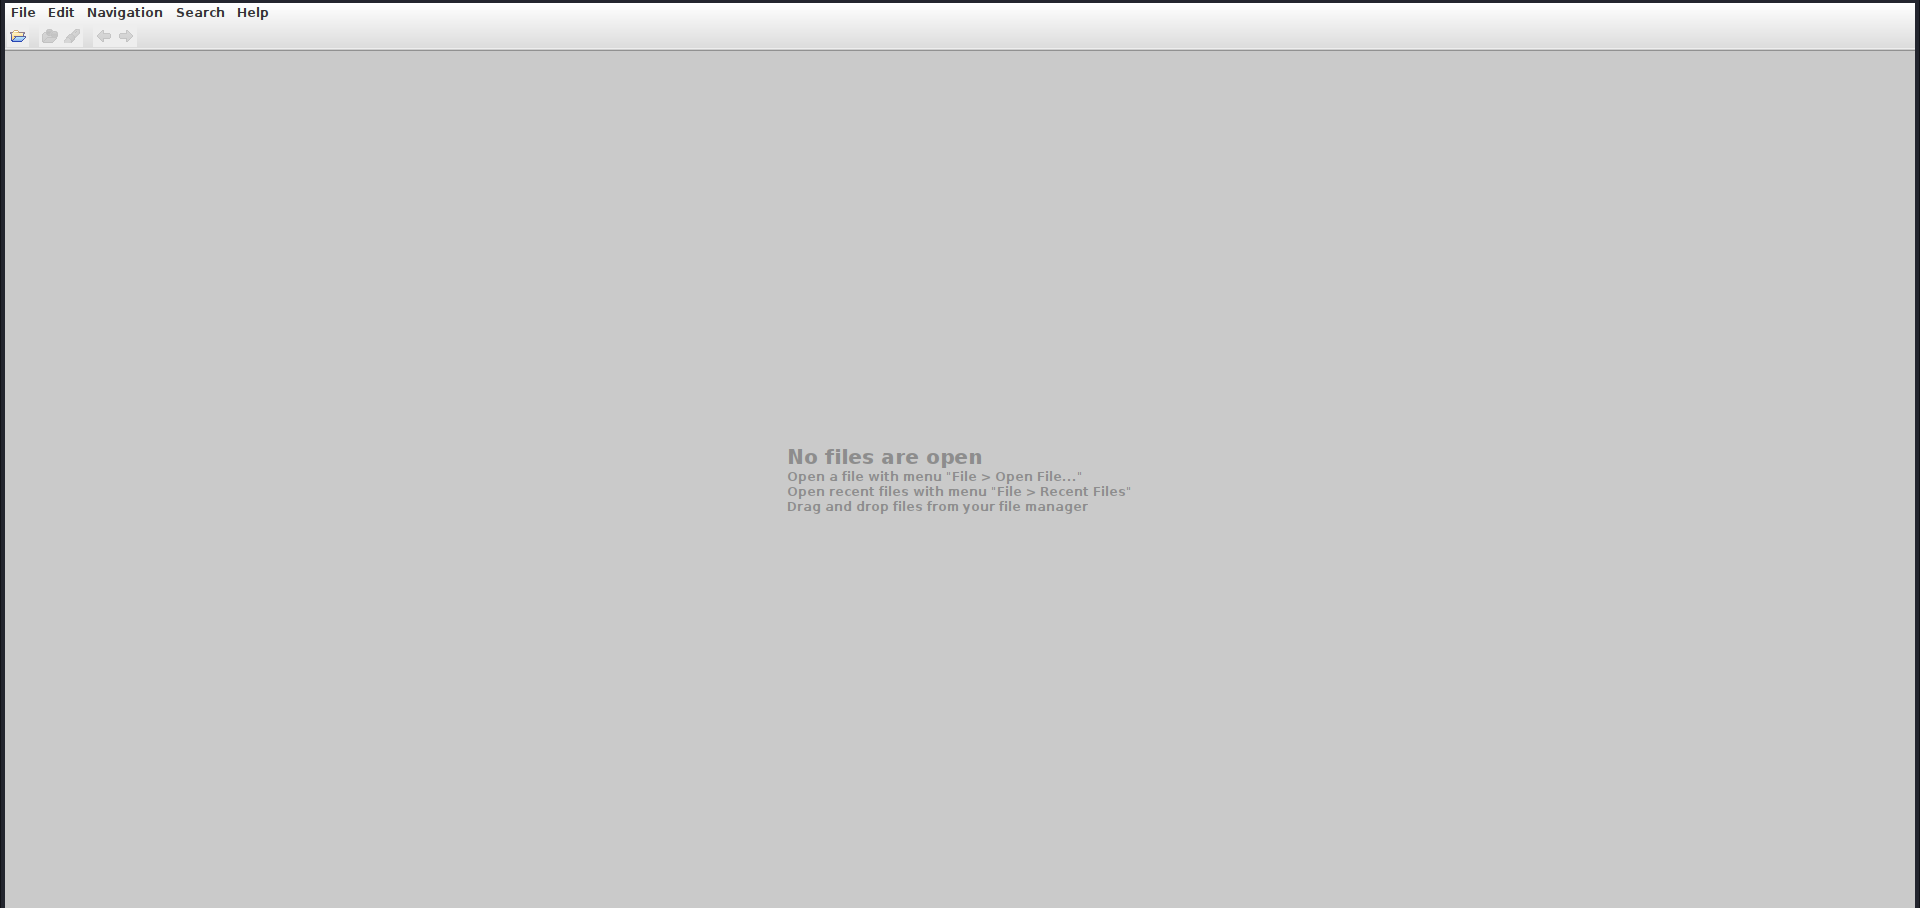 File Edit Navigation Search Help
No files are open
Open a file with menu "File > Open File..."
Open recent files with menu "File > Recent Files"
Drag and drop files from your file manager